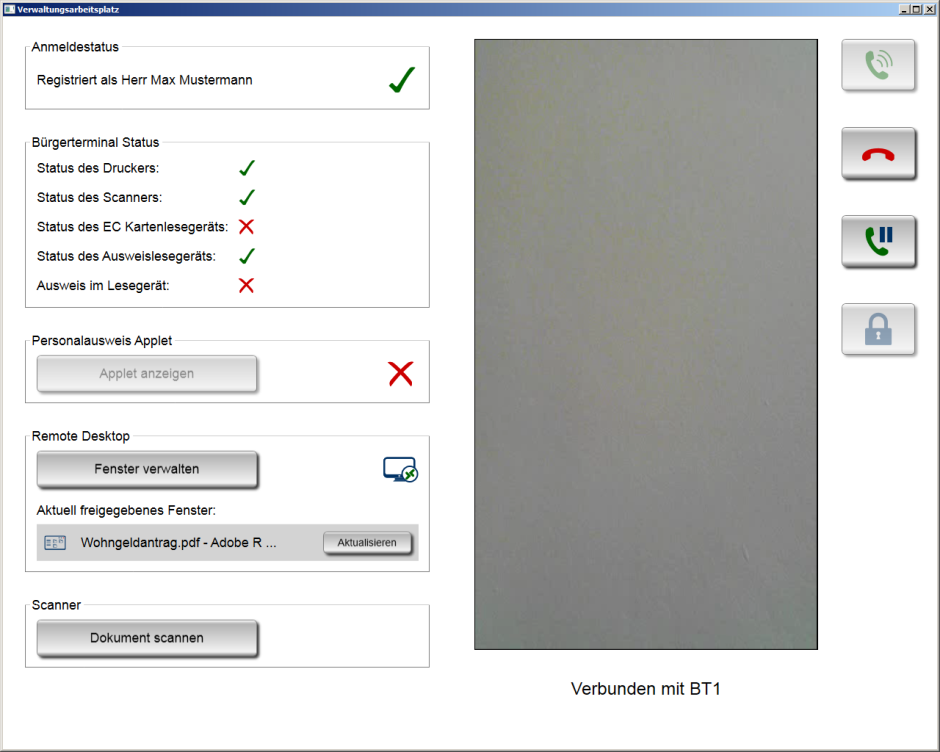 Verwaltungsarbeitsplatz
Anmeldestatus
Registriert als Herr Max Mustermann
Bürgerterminal Status
Status des Druckers:
Status des Scanners:
Status des EC Kartenlesegeräts:
Status des Ausweislesegeräts:
Ausweis im Lesegerät:
Personalausweis Applet
Applet anzeigen
Remote Desktop
Fenster verwalten
Aktuell freigegebenes Fenster:
Wohngeldantrag.pdf - Adobe R ...
Aktualisieren
Scanner
Dokument scannen
Verbunden mit BT1